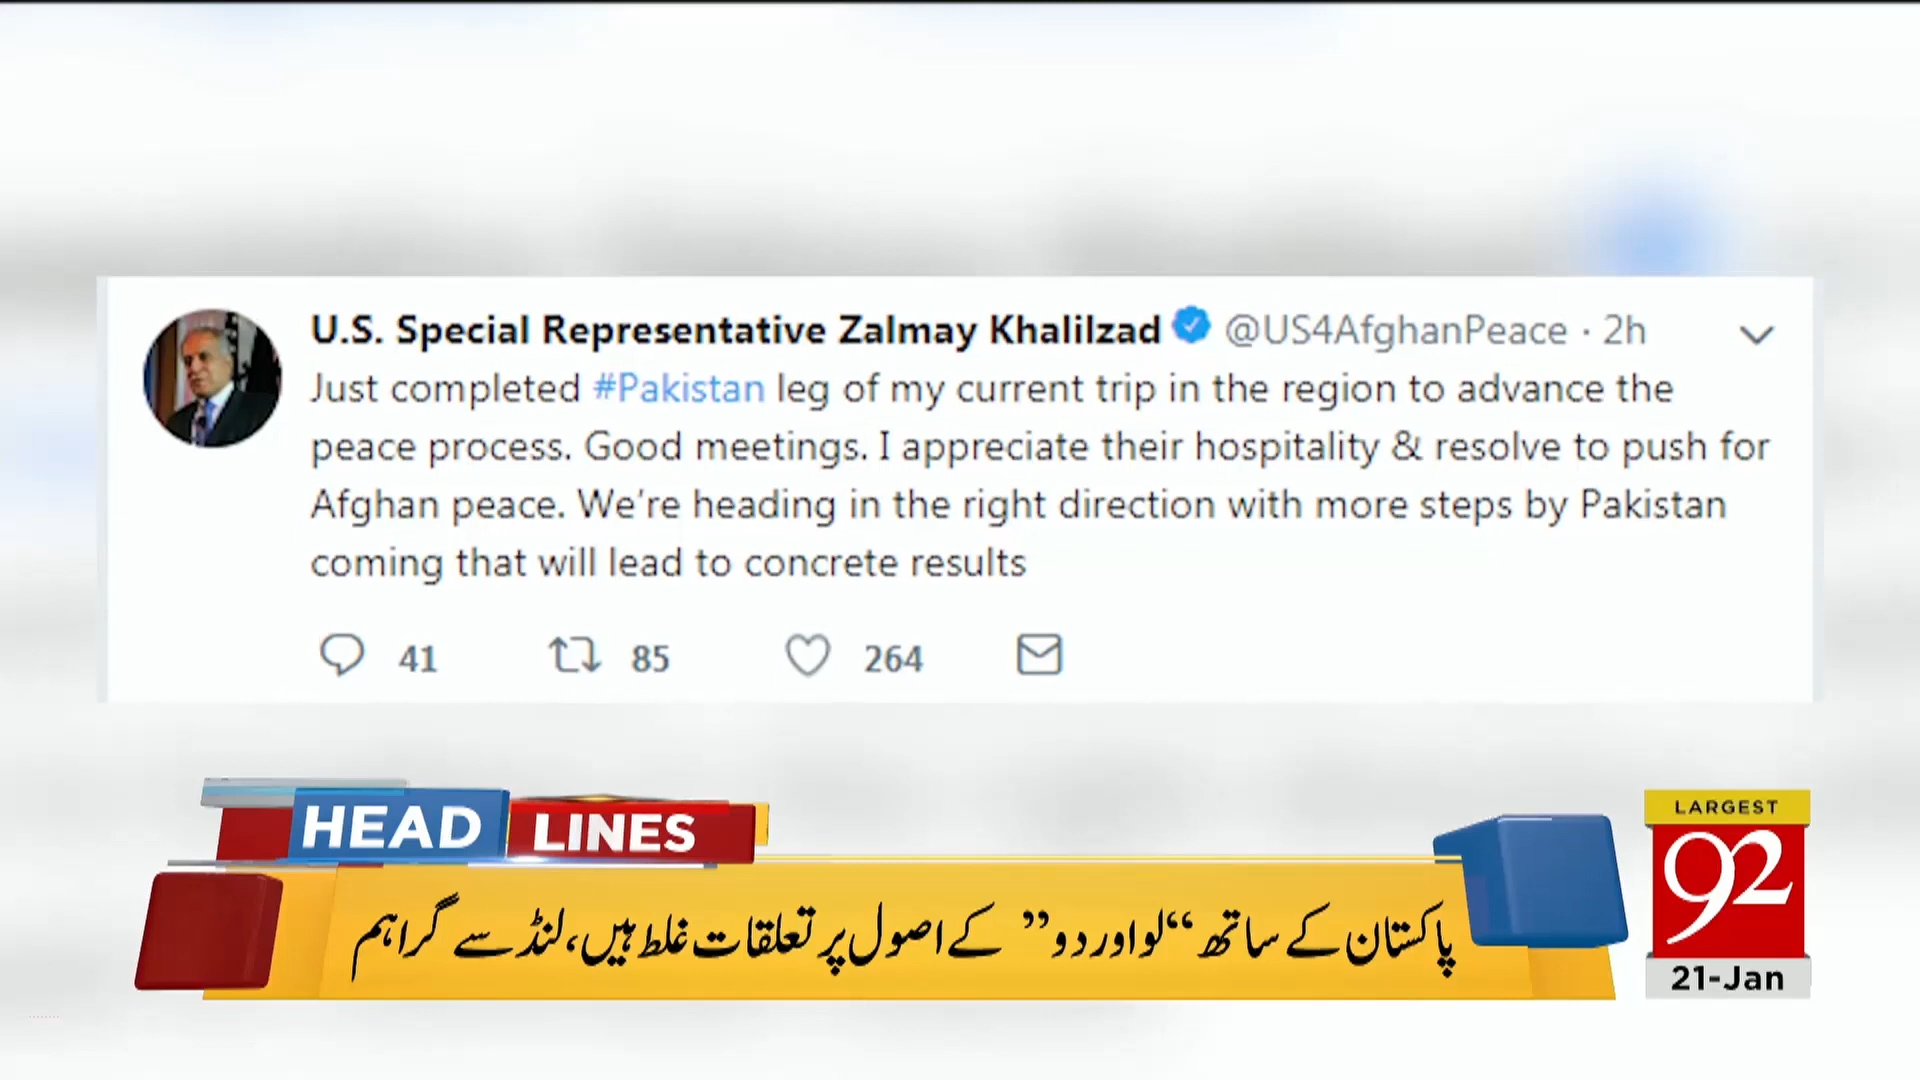 U.S. Special Representative Zalmay Khalilzad @US4AfghanPeace · 2h
Just completed #Pakistan leg of my current trip in the region to advance the
peace process. Good meetings. I appreciate their hospitality & resolve to push for
Afghan peace. We're heading in the right direction with more steps by Pakistan
coming that will lead to concrete results
41 85 264
HEAD LINES
پاکستان کے ساتھ “لو اور دو” کے اصول پر تعلقات غلط ہیں، لنڈسے گراہم
LARGEST
92
21-Jan